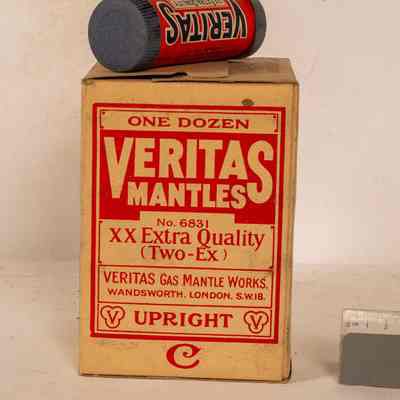 VERITAS
ONE DOZEN
VERITAS
MANTLES
No. 6831
XX Extra Quality
(Two-Ex)
VERITAS GAS MANTLE WORKS,
WANDSWORTH, LONDON, S.W.18.
V UPRIGHT V
C